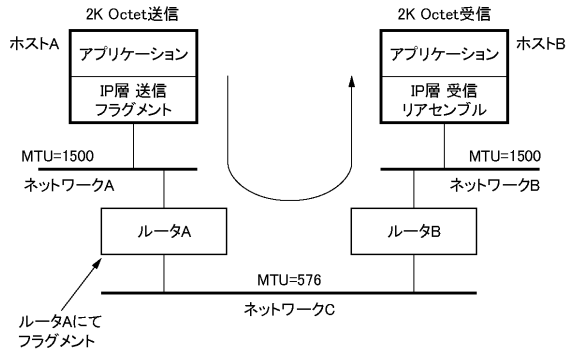 2K Octet送信
2K Octet受信
ホストA
アプリケーション
IP層 送信
フラグメント
アプリケーション
IP層 受信
リアセンブル
ホストB
MTU=1500
ネットワークA
MTU=1500
ネットワークB
ルータA
ルータB
MTU=576
ネットワークC
ルータAにて
フラグメント